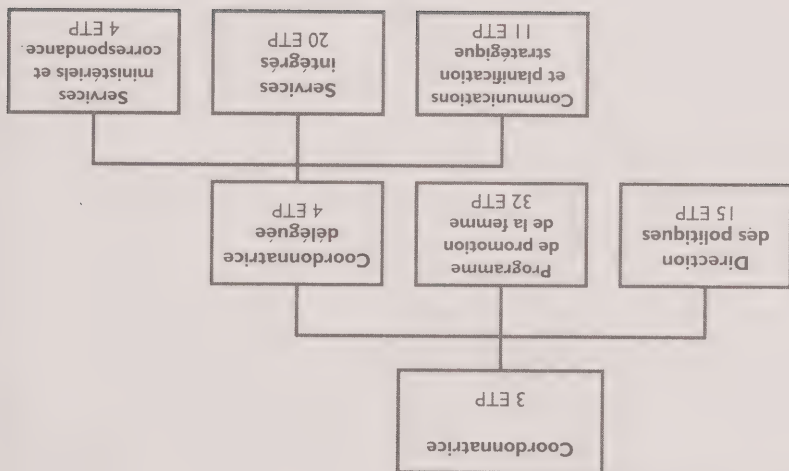 Coordonnatrice
3 ETP
Direction
des politiques
15 ETP
Programme
de promotion
de la femme
32 ETP
Coordonnatrice
déléguée
4 ETP
Communications
et planification
stratégique
11 ETP
Services
intégrés
20 ETP
Services
ministériels et
correspondance
4 ETP